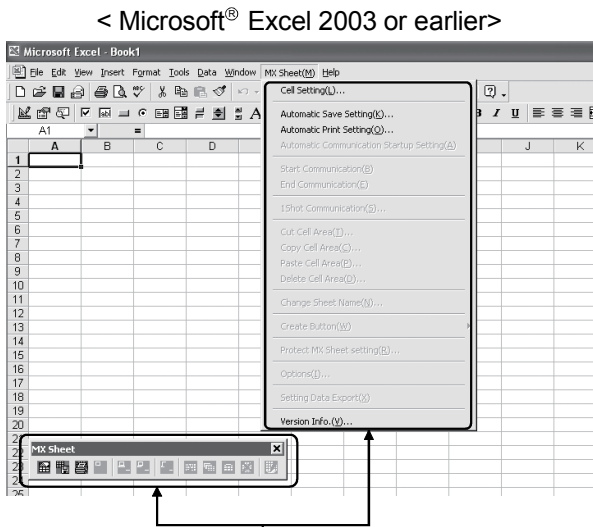 < Microsoft® Excel 2003 or earlier>
Microsoft Excel - Book1
File Edit View Insert Format Tools Data Window MX Sheet(M) Help
A1 =
A B C D J K
Cell Setting(L)...
Automatic Save Setting(K)...
Automatic Print Setting(O)...
Automatic Communication Startup Setting(A)
Start Communication(B)
End Communication(E)
1Shot Communication(S)...
Cut Cell Area(T)...
Copy Cell Area(C)...
Paste Cell Area(P)...
Delete Cell Area(D)...
Change Sheet Name(N)...
Create Button(W)
Protect MX Sheet setting(R)...
Options(I)...
Setting Data Export(X)
Version Info.(V)...
1
2
3
4
5
6
7
8
9
10
11
12
13
14
15
16
17
18
19
20
MX Sheet